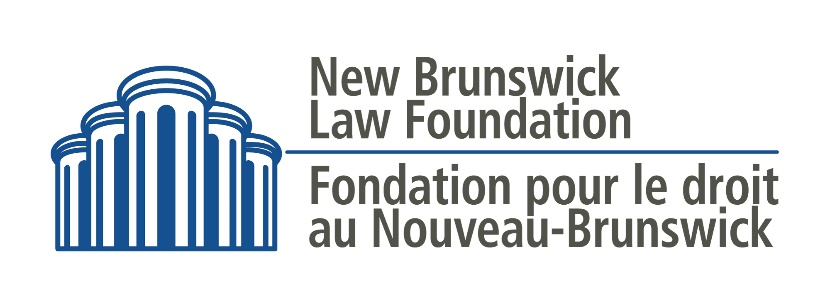 New Brunswick
Law Foundation
Fondation pour le droit
au Nouveau-Brunswick